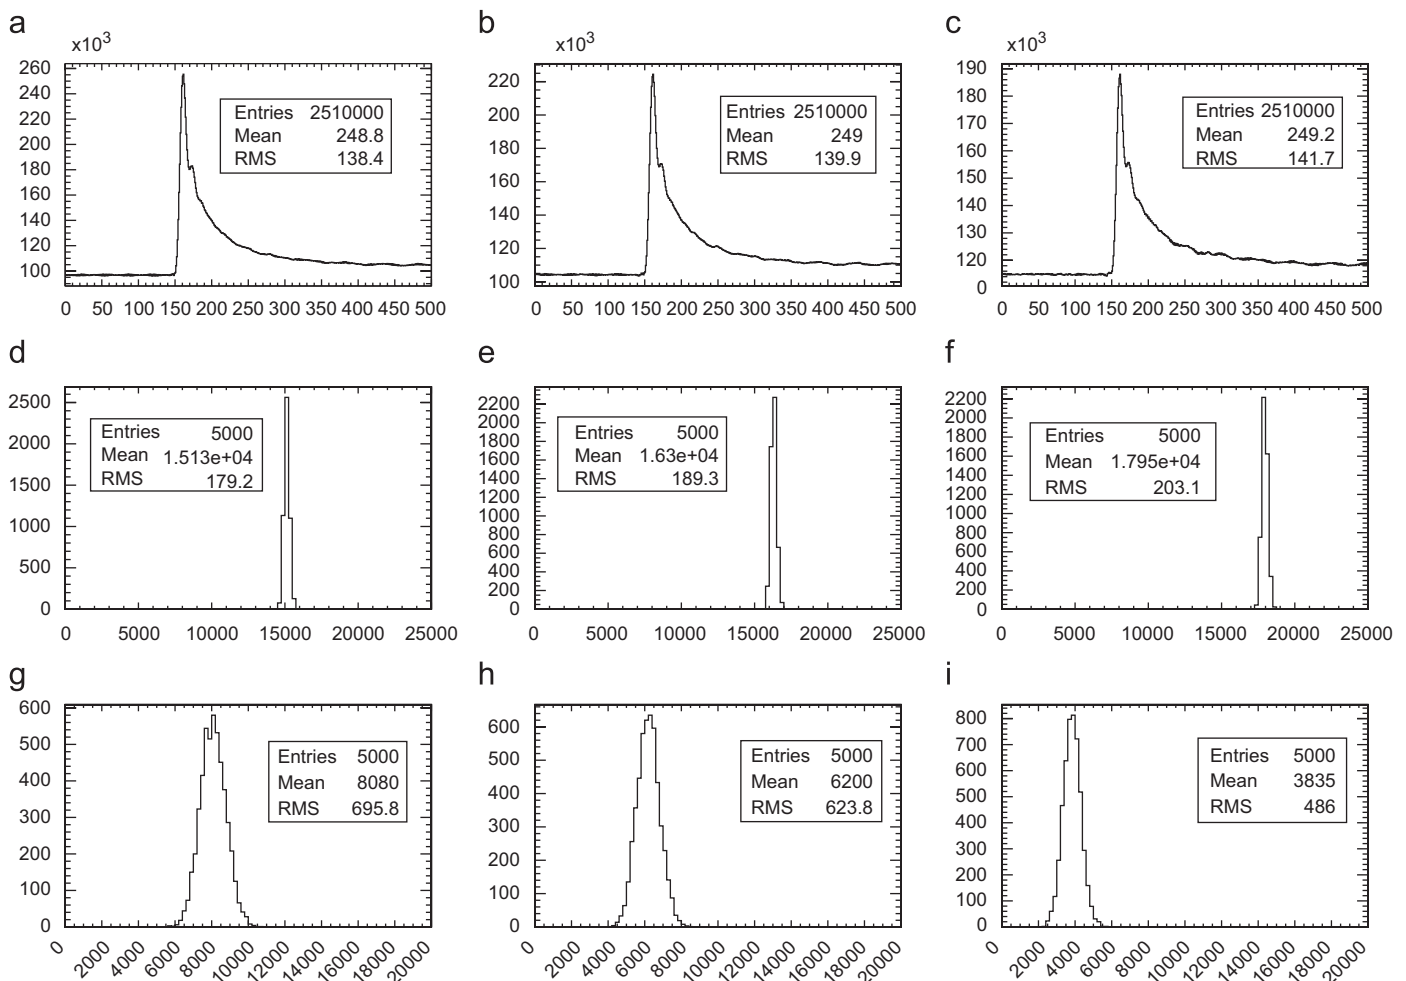 a
x10³
260
240
220
200
180
160
140
120
100
Entries 2510000
Mean 248.8
RMS 138.4
0 50 100 150 200 250 300 350 400 450 500
b
x10³
220
200
180
160
140
120
100
Entries 2510000
Mean 249
RMS 139.9
0 50 100 150 200 250 300 350 400 450 500
c
x10³
190
180
170
160
150
140
130
120
0
Entries 2510000
Mean 249.2
RMS 141.7
0 50 100 150 200 250 300 350 400 450 500
d
2500
2000
1500
1000
500
0
Entries 5000
Mean 1.513e+04
RMS 179.2
0 5000 10000 15000 20000 25000
e
2200
2000
1800
1600
1400
1200
1000
800
600
400
200
0
Entries 5000
Mean 1.63e+04
RMS 189.3
0 5000 10000 15000 20000 25000
f
2200
2000
1800
1600
1400
1200
1000
800
600
400
200
0
Entries 5000
Mean 1.795e+04
RMS 203.1
0 5000 10000 15000 20000 25000
g
600
500
400
300
200
100
0
Entries 5000
Mean 8080
RMS 695.8
0 2000 4000 6000 8000 10000 12000 14000 16000 18000 20000
h
600
500
400
300
200
100
0
Entries 5000
Mean 6200
RMS 623.8
0 2000 4000 6000 8000 10000 12000 14000 16000 18000 20000
i
800
700
600
500
400
300
200
100
0
Entries 5000
Mean 3835
RMS 486
0 2000 4000 6000 8000 10000 12000 14000 16000 18000 20000